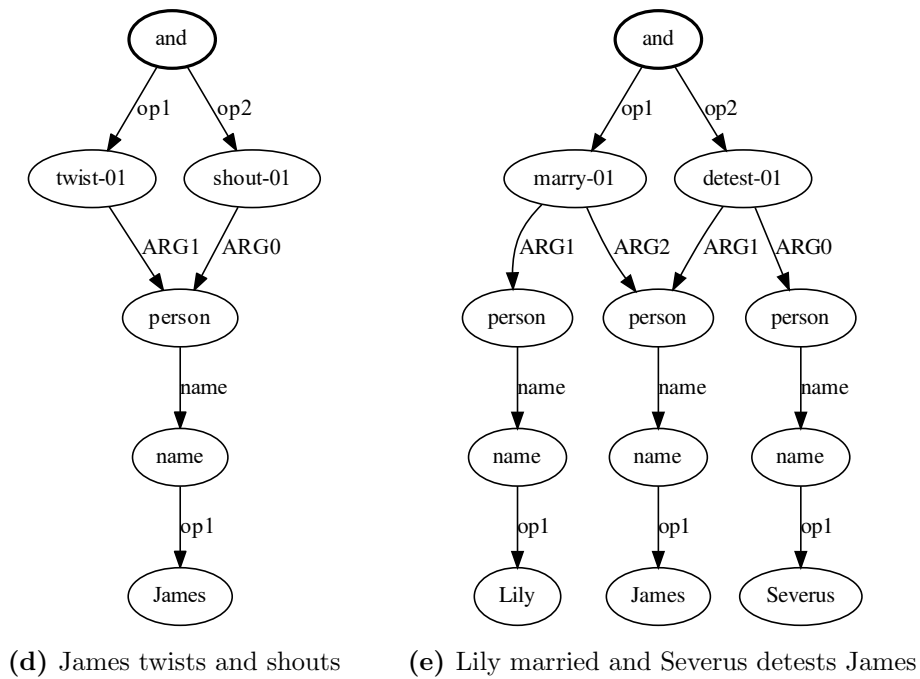 and and
op1 op2 op1 op2
twist-01 shout-01 marry-01 detest-01
ARG1 ARG0 ARG1 ARG2 ARG1 ARG0
person person person person
name name name name
name name name name
op1 op1 op1 op1
James Lily James Severus
(d) James twists and shouts (e) Lily married and Severus detests James